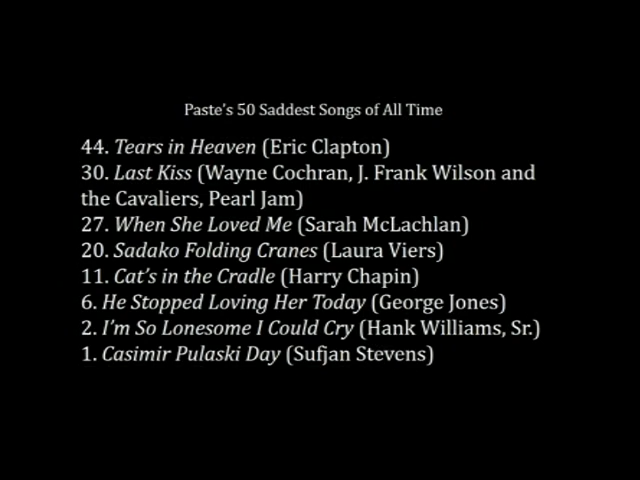 Paste's 50 Saddest Songs of All Time
44. Tears in Heaven (Eric Clapton)
30. Last Kiss (Wayne Cochran, J. Frank Wilson and
the Cavaliers, Pearl Jam)
27. When She Loved Me (Sarah McLachlan)
20. Sadako Folding Cranes (Laura Viers)
11. Cat's in the Cradle (Harry Chapin)
6. He Stopped Loving Her Today (George Jones)
2. I'm So Lonesome I Could Cry (Hank Williams, Sr.)
1. Casimir Pulaski Day (Sufjan Stevens)